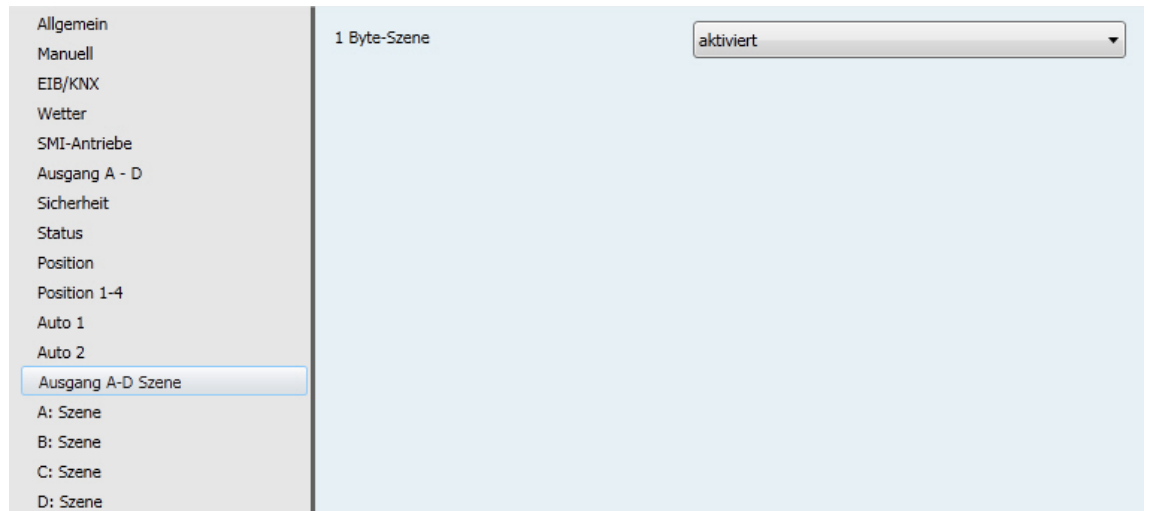 Allgemein
Manuell
EIB/KNX
Wetter
SMI-Antriebe
Ausgang A - D
Sicherheit
Status
Position
Position 1-4
Auto 1
Auto 2
Ausgang A-D Szene
A: Szene
B: Szene
C: Szene
D: Szene
1 Byte-Szene aktiviert